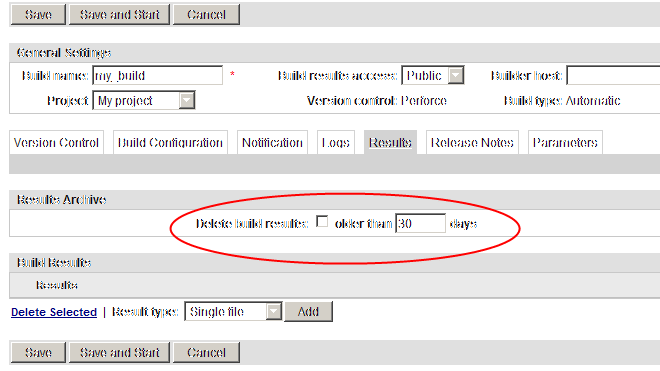 Save Save and Start Cancel
General Settings
Build name: my_build * Build results access: Public Builder host:
Project My project Version control: Perforce Build type: Automatic
Version Control Build Configuration Notification Logs Results Release Notes Parameters
Results Archive
Delete build results: older than 30 days
Build Results
Results
Delete Selected | Result type: Single file Add
Save Save and Start Cancel